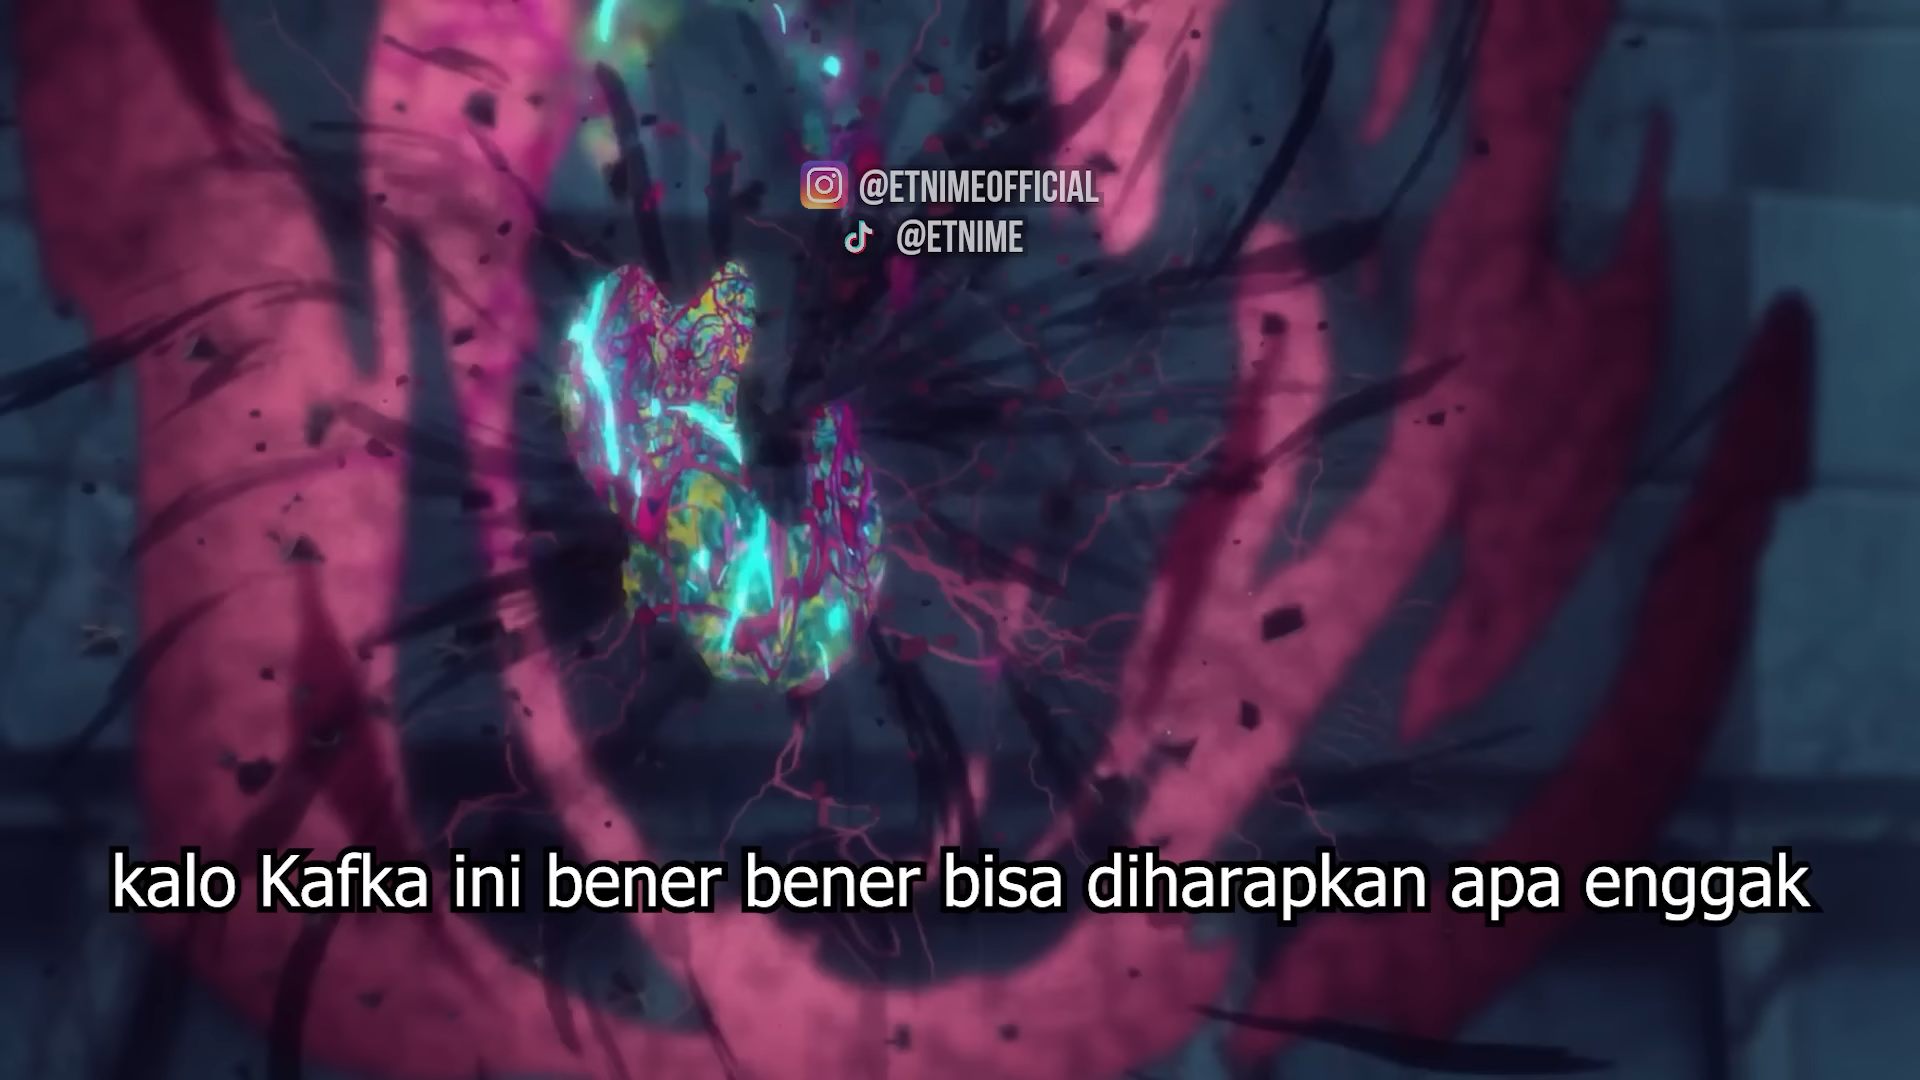 @ETNIMEOFFICIAL
@ETNIME
kalo Kafka ini bener bener bisa diharapkan apa enggak